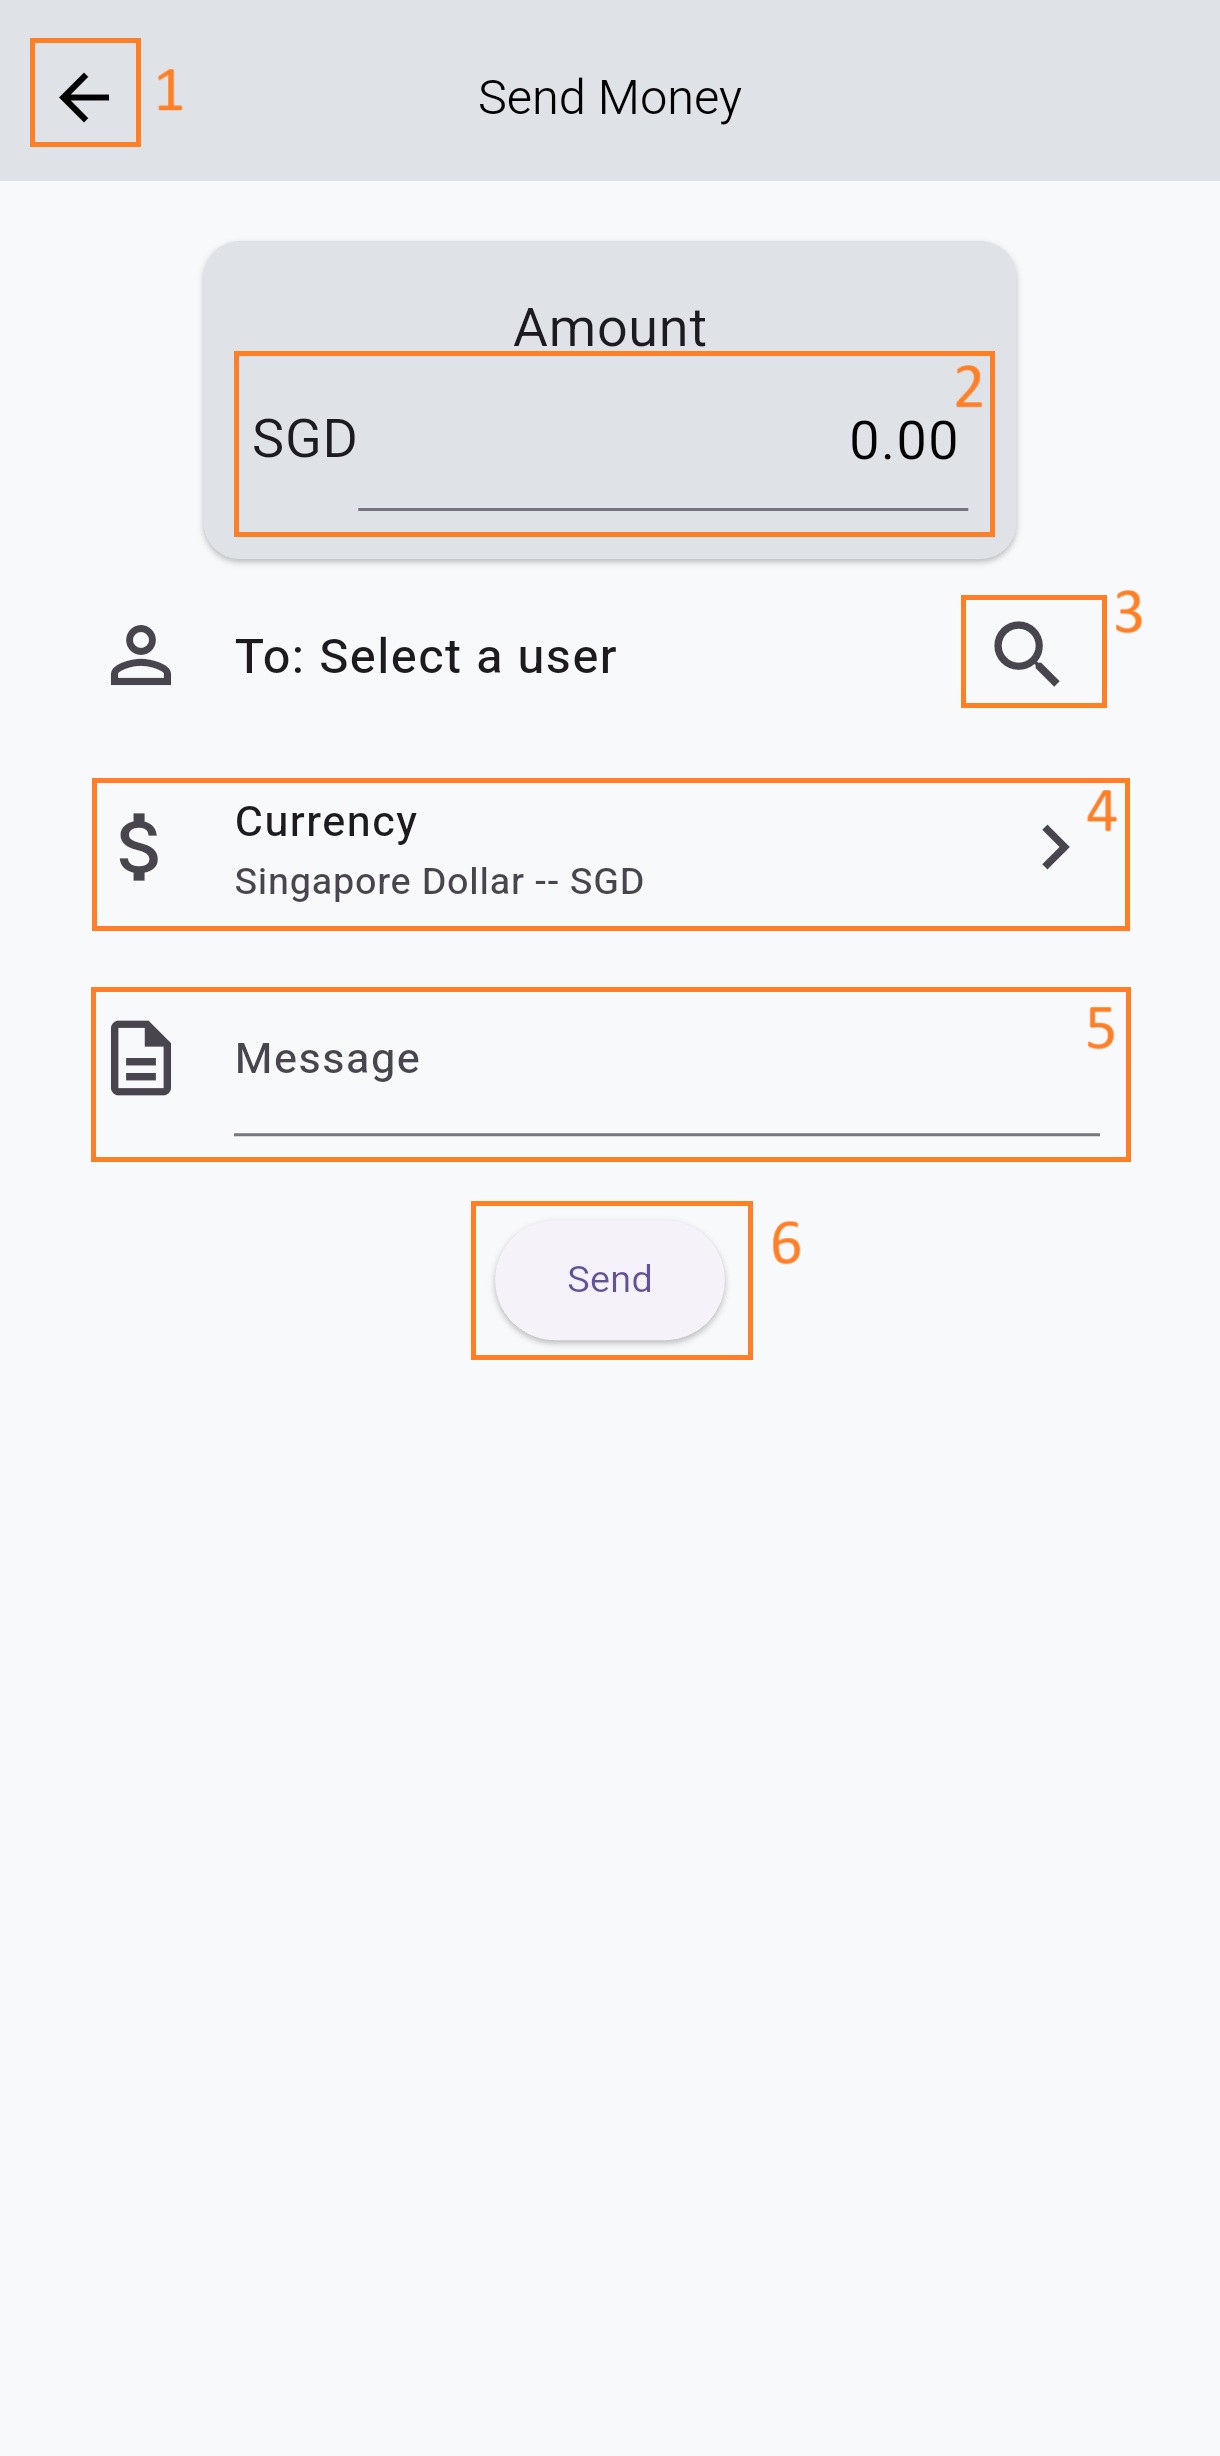 1
Send Money
Amount
2
SGD 0.00
3
To: Select a user
4
Currency
Singapore Dollar -- SGD
5
Message
6
Send